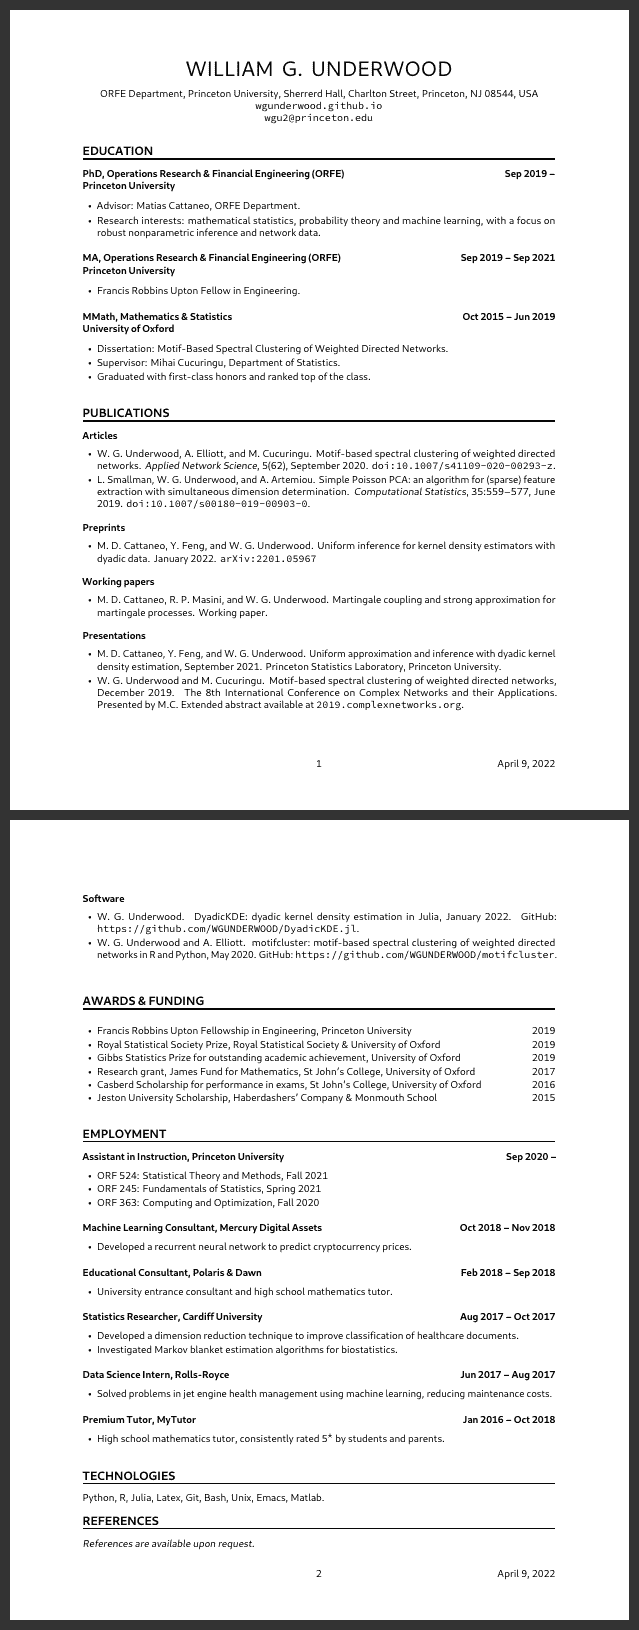 WILLIAM G. UNDERWOOD
ORFE Department, Princeton University, Sherrerd Hall, Charlton Street, Princeton, NJ 08544, USA
wgunderwood.github.io
wgu2@princeton.edu
EDUCATION
PhD, Operations Research & Financial Engineering (ORFE) Sep 2019 –
Princeton University
• Advisor: Matias Cattaneo, ORFE Department.
• Research interests: mathematical statistics, probability theory and machine learning, with a focus on
robust nonparametric inference and network data.
MA, Operations Research & Financial Engineering (ORFE) Sep 2019 – Sep 2021
Princeton University
• Francis Robbins Upton Fellow in Engineering.
MMath, Mathematics & Statistics Oct 2015 – Jun 2019
University of Oxford
• Dissertation: Motif-Based Spectral Clustering of Weighted Directed Networks.
• Supervisor: Mihai Cucuringu, Department of Statistics.
• Graduated with first-class honors and ranked top of the class.
PUBLICATIONS
Articles
• W. G. Underwood, A. Elliott, and M. Cucuringu. Motif-based spectral clustering of weighted directed
networks. Applied Network Science, 5(62), September 2020. doi:10.1007/s41109-020-00293-z.
• L. Smallman, W. G. Underwood, and A. Artemiou. Simple Poisson PCA: an algorithm for (sparse) feature
extraction with simultaneous dimension determination. Computational Statistics, 35:559–577, June
2019. doi:10.1007/s00180-019-00903-0.
Preprints
• M. D. Cattaneo, Y. Feng, and W. G. Underwood. Uniform inference for kernel density estimators with
dyadic data. January 2022. arXiv:2201.05967
Working papers
• M. D. Cattaneo, R. P. Masini, and W. G. Underwood. Martingale coupling and strong approximation for
martingale processes. Working paper.
Presentations
• M. D. Cattaneo, Y. Feng, and W. G. Underwood. Uniform approximation and inference with dyadic kernel
density estimation, September 2021. Princeton Statistics Laboratory, Princeton University.
• W. G. Underwood and M. Cucuringu. Motif-based spectral clustering of weighted directed networks,
December 2019. The 8th International Conference on Complex Networks and their Applications.
Presented by M.C. Extended abstract available at 2019.complexnetworks.org.
1 April 9, 2022
Software
• W. G. Underwood. DyadicKDE: dyadic kernel density estimation in Julia, January 2022. GitHub:
https://github.com/WGUNDERWOOD/DyadicKDE.jl.
• W. G. Underwood and A. Elliott. motifcluster: motif-based spectral clustering of weighted directed
networks in R and Python, May 2020. GitHub: https://github.com/WGUNDERWOOD/motifcluster.
AWARDS & FUNDING
• Francis Robbins Upton Fellowship in Engineering, Princeton University 2019
• Royal Statistical Society Prize, Royal Statistical Society & University of Oxford 2019
• Gibbs Statistics Prize for outstanding academic achievement, University of Oxford 2019
• Research grant, James Fund for Mathematics, St John’s College, University of Oxford 2017
• Casberd Scholarship for performance in exams, St John’s College, University of Oxford 2016
• Jeston University Scholarship, Haberdashers’ Company & Monmouth School 2015
EMPLOYMENT
Assistant in Instruction, Princeton University Sep 2020 –
• ORF 524: Statistical Theory and Methods, Fall 2021
• ORF 245: Fundamentals of Statistics, Spring 2021
• ORF 363: Computing and Optimization, Fall 2020
Machine Learning Consultant, Mercury Digital Assets Oct 2018 – Nov 2018
• Developed a recurrent neural network to predict cryptocurrency prices.
Educational Consultant, Polaris & Dawn Feb 2018 – Sep 2018
• University entrance consultant and high school mathematics tutor.
Statistics Researcher, Cardiff University Aug 2017 – Oct 2017
• Developed a dimension reduction technique to improve classification of healthcare documents.
• Investigated Markov blanket estimation algorithms for biostatistics.
Data Science Intern, Rolls-Royce Jun 2017 – Aug 2017
• Solved problems in jet engine health management using machine learning, reducing maintenance costs.
Premium Tutor, MyTutor Jan 2016 – Oct 2018
• High school mathematics tutor, consistently rated 5* by students and parents.
TECHNOLOGIES
Python, R, Julia, Latex, Git, Bash, Unix, Emacs, Matlab.
REFERENCES
References are available upon request.
2 April 9, 2022